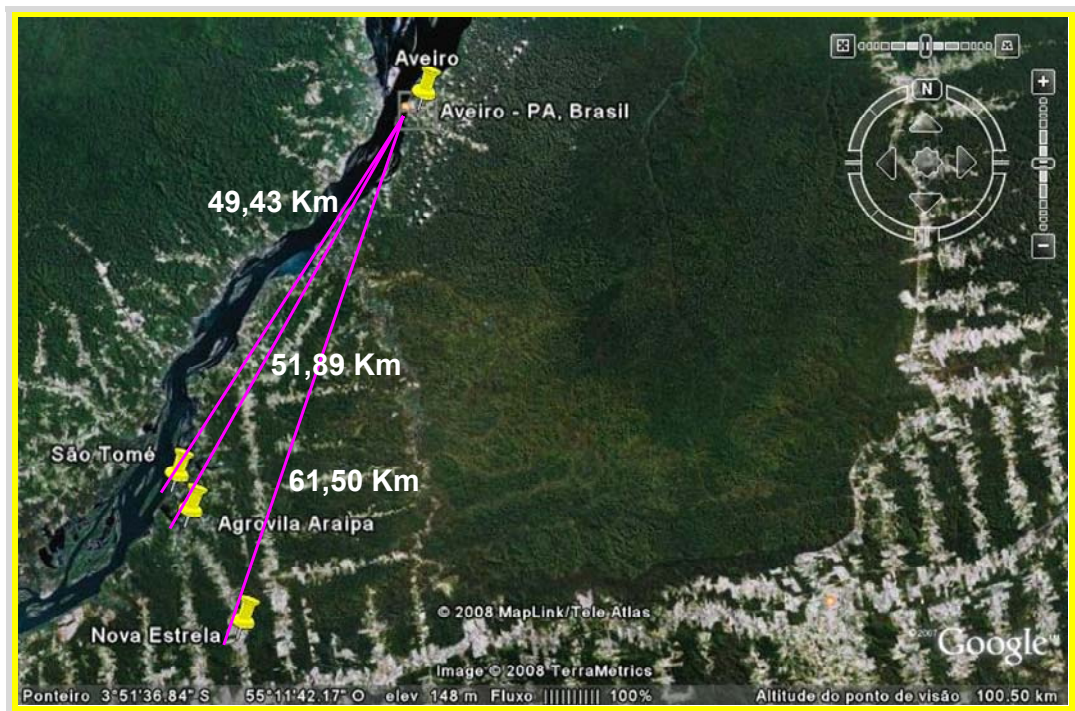 Aveiro
N
Aveiro - PA, Brasil
49,43 Km
51,89 Km
São Tomé
61,50 Km
Agrovila Araipa
© 2008 MapLink/Tele Atlas
Nova Estrela
©2007 Google™
Image © 2008 TerraMetrics
Ponteiro 3°51'36.84" S 55°11'42.17" O elev 148 m Fluxo |||||||||| 100% Altitude do ponto de visão 100.50 km